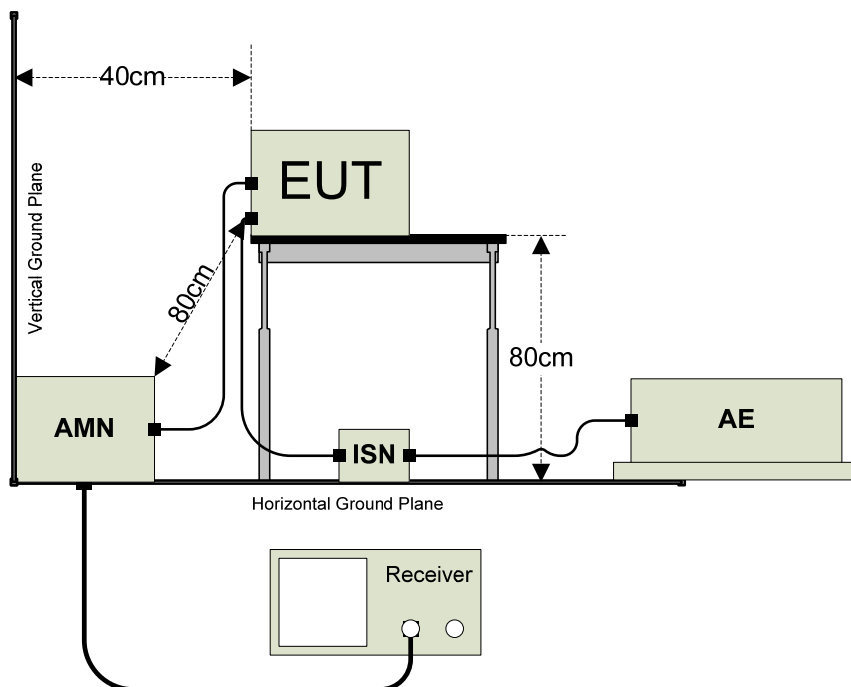 40cm
EUT
Vertical Ground Plane
80cm
80cm
AMN
ISN
AE
Horizontal Ground Plane
Receiver